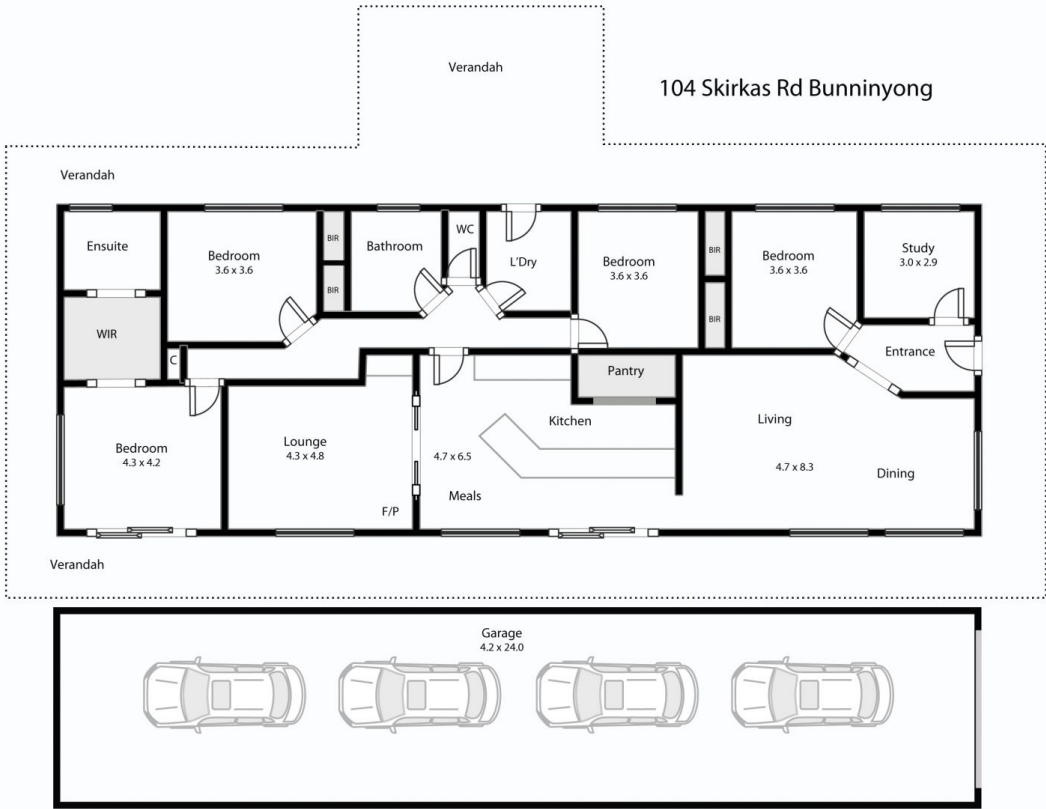 Verandah
104 Skirkas Rd Bunninyong
Verandah
Ensuite
Bedroom
3.6 x 3.6
BIR
BIR
Bathroom
WC
L'Dry
Bedroom
3.6 x 3.6
BIR
BIR
Bedroom
3.6 x 3.6
Study
3.0 x 2.9
WIR
C
Entrance
Pantry
Bedroom
4.3 x 4.2
Lounge
4.3 x 4.8
F/P
Kitchen
4.7 x 6.5
Meals
Living
4.7 x 8.3
Dining
Verandah
Garage
4.2 x 24.0